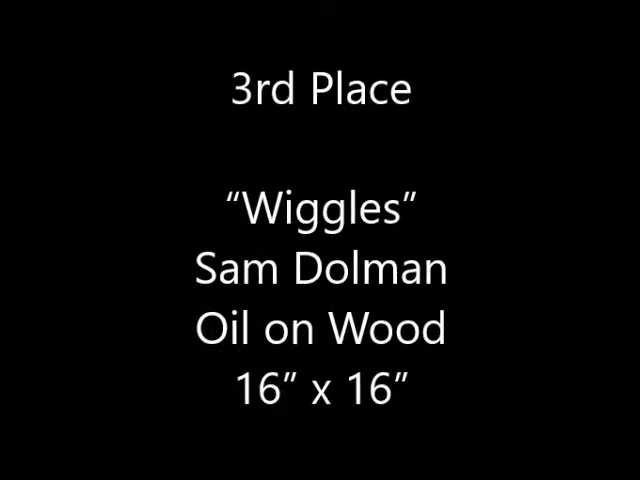 3rd Place
“Wiggles”
Sam Dolman
Oil on Wood
16” x 16”